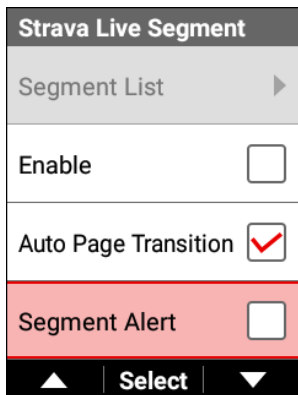 Strava Live Segment
Segment List
Enable
Auto Page Transition
Segment Alert
Select